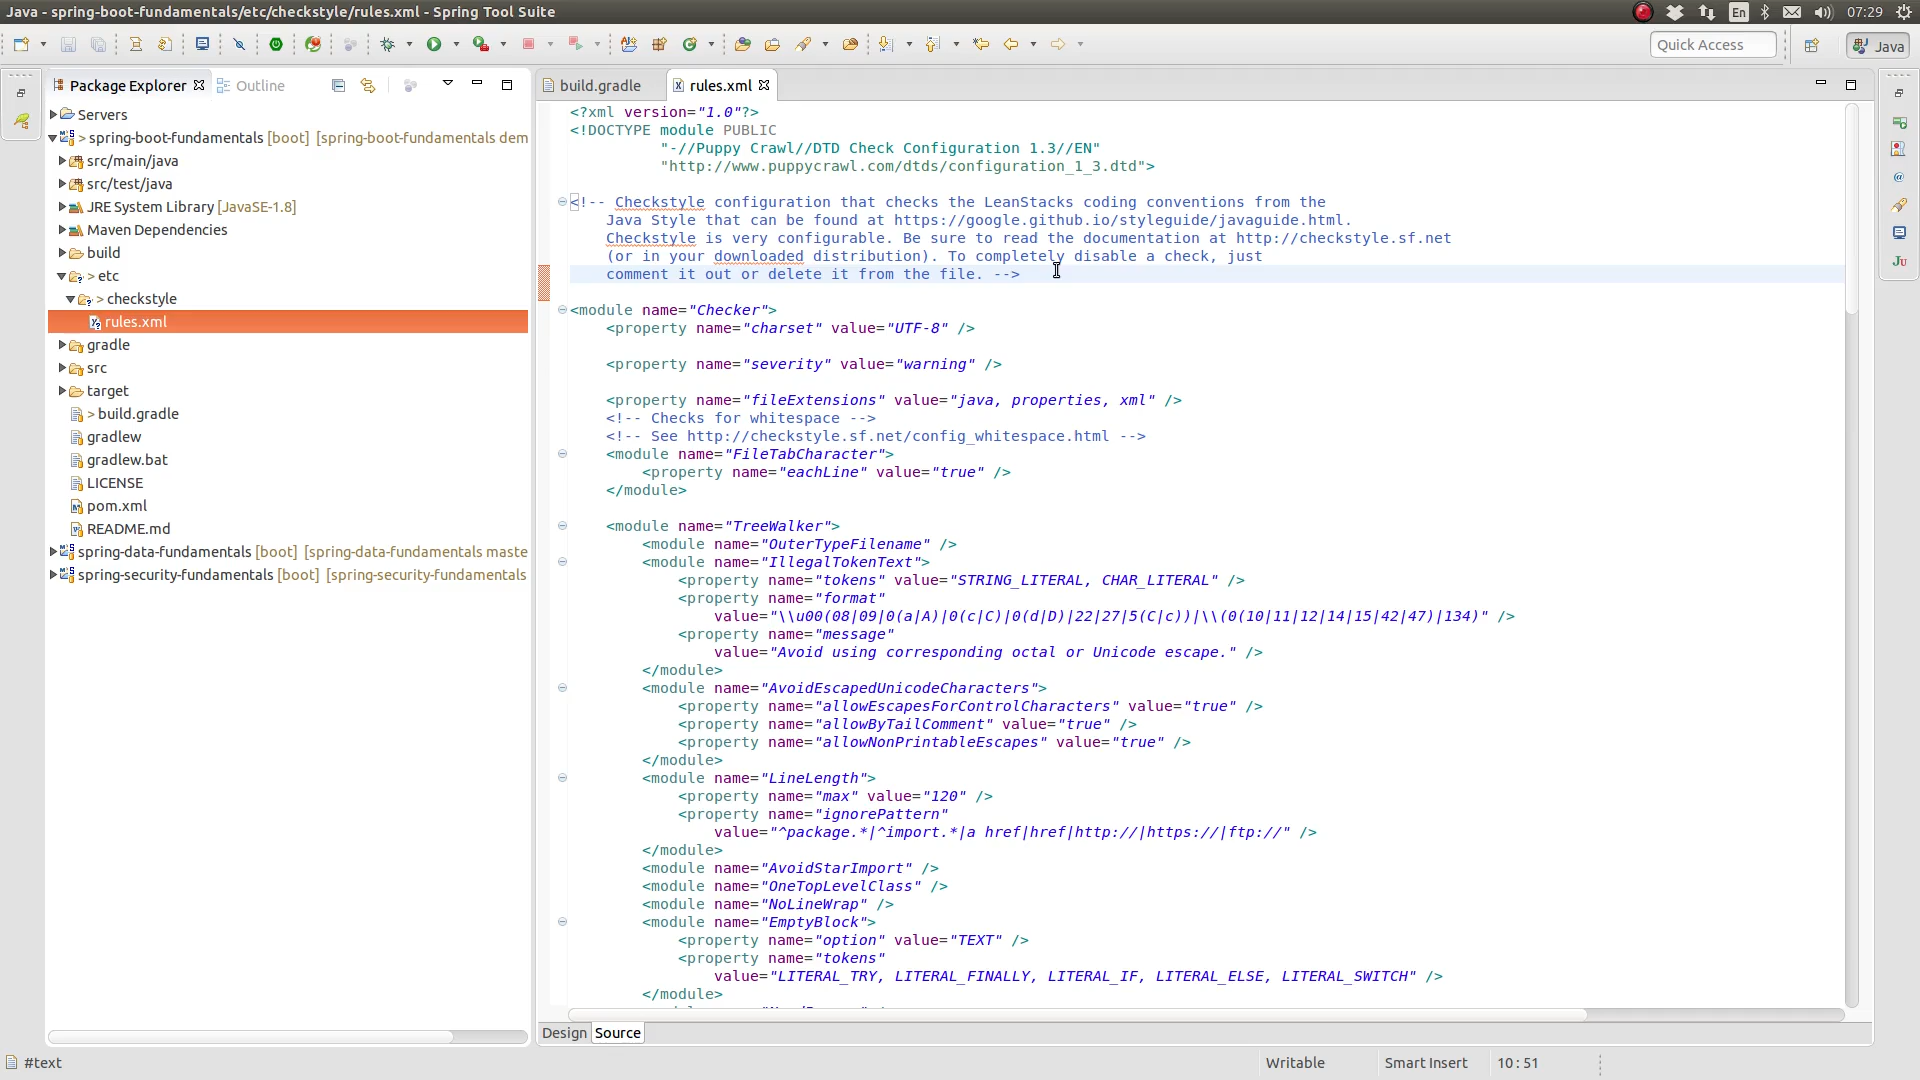 Java - spring-boot-fundamentals/etc/checkstyle/rules.xml - Spring Tool Suite
En
07:29
Quick Access
Java
Package Explorer
Outline
Servers
> spring-boot-fundamentals [boot] [spring-boot-fundamentals dem
src/main/java
src/test/java
JRE System Library [JavaSE-1.8]
Maven Dependencies
build
> etc
> checkstyle
rules.xml
gradle
src
target
> build.gradle
gradlew
gradlew.bat
LICENSE
pom.xml
README.md
spring-data-fundamentals [boot] [spring-data-fundamentals maste
spring-security-fundamentals [boot] [spring-security-fundamentals
build.gradle
rules.xml
<?xml version="1.0"?>
<!DOCTYPE module PUBLIC
"-//Puppy Crawl//DTD Check Configuration 1.3//EN"
"http://www.puppycrawl.com/dtds/configuration_1_3.dtd">
<!-- Checkstyle configuration that checks the LeanStacks coding conventions from the
Java Style that can be found at https://google.github.io/styleguide/javaguide.html.
Checkstyle is very configurable. Be sure to read the documentation at http://checkstyle.sf.net
(or in your downloaded distribution). To completely disable a check, just
comment it out or delete it from the file. -->
<module name="Checker">
<property name="charset" value="UTF-8" />
<property name="severity" value="warning" />
<property name="fileExtensions" value="java, properties, xml" />
<!-- Checks for whitespace -->
<!-- See http://checkstyle.sf.net/config_whitespace.html -->
<module name="FileTabCharacter">
<property name="eachLine" value="true" />
</module>
<module name="TreeWalker">
<module name="OuterTypeFilename" />
<module name="IllegalTokenText">
<property name="tokens" value="STRING_LITERAL, CHAR_LITERAL" />
<property name="format"
value="\\u00(08|09|0(a|A)|0(c|C)|0(d|D)|22|27|5(C|c))|\\(0(10|11|12|14|15|42|47)|134)" />
<property name="message"
value="Avoid using corresponding octal or Unicode escape." />
</module>
<module name="AvoidEscapedUnicodeCharacters">
<property name="allowEscapesForControlCharacters" value="true" />
<property name="allowByTailComment" value="true" />
<property name="allowNonPrintableEscapes" value="true" />
</module>
<module name="LineLength">
<property name="max" value="120" />
<property name="ignorePattern"
value="^package.*|^import.*|a href|href|http://|https://|ftp://" />
</module>
<module name="AvoidStarImport" />
<module name="OneTopLevelClass" />
<module name="NoLineWrap" />
<module name="EmptyBlock">
<property name="option" value="TEXT" />
<property name="tokens"
value="LITERAL_TRY, LITERAL_FINALLY, LITERAL_IF, LITERAL_ELSE, LITERAL_SWITCH" />
</module>
Design
Source
#text
Writable
Smart Insert
10 : 51